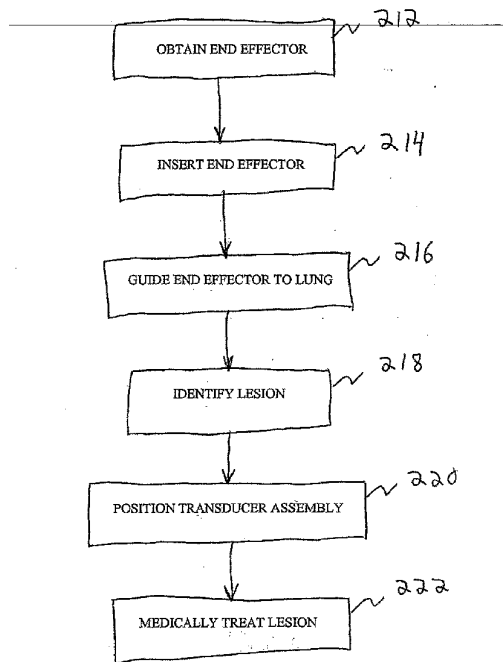 212
OBTAIN END EFFECTOR
214
INSERT END EFFECTOR
216
GUIDE END EFFECTOR TO LUNG
218
IDENTIFY LESION
220
POSITION TRANSDUCER ASSEMBLY
222
MEDICALLY TREAT LESION